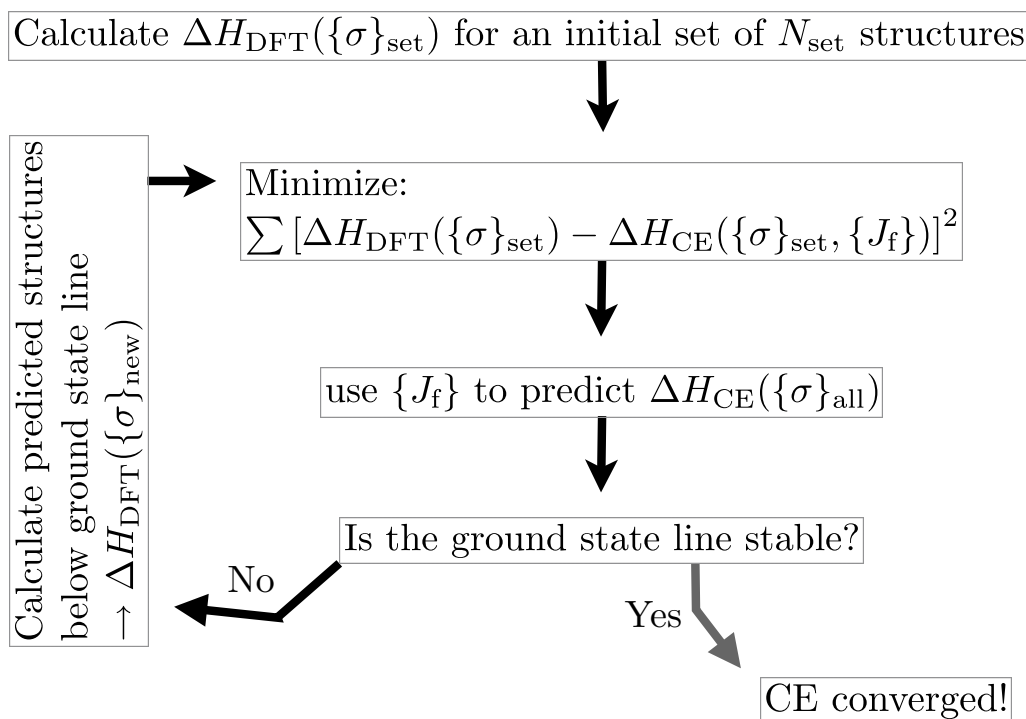 Calculate ΔH_DFT({σ}_set) for an initial set of N_set structures
Minimize:
∑ [ΔH_DFT({σ}_set) − ΔH_CE({σ}_set, {J_f})]²
use {J_f} to predict ΔH_CE({σ}_all)
Is the ground state line stable?
No
Yes
Calculate predicted structures
below ground state line
→ ΔH_DFT({σ}_new)
CE converged!